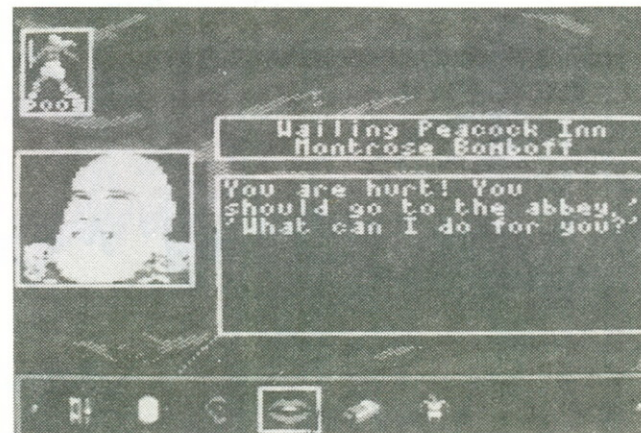 POOR
Wailing Peacock Inn
Montrose Bomboff
You are hurt! You
should go to the abbey.'
'What can I do for you?'